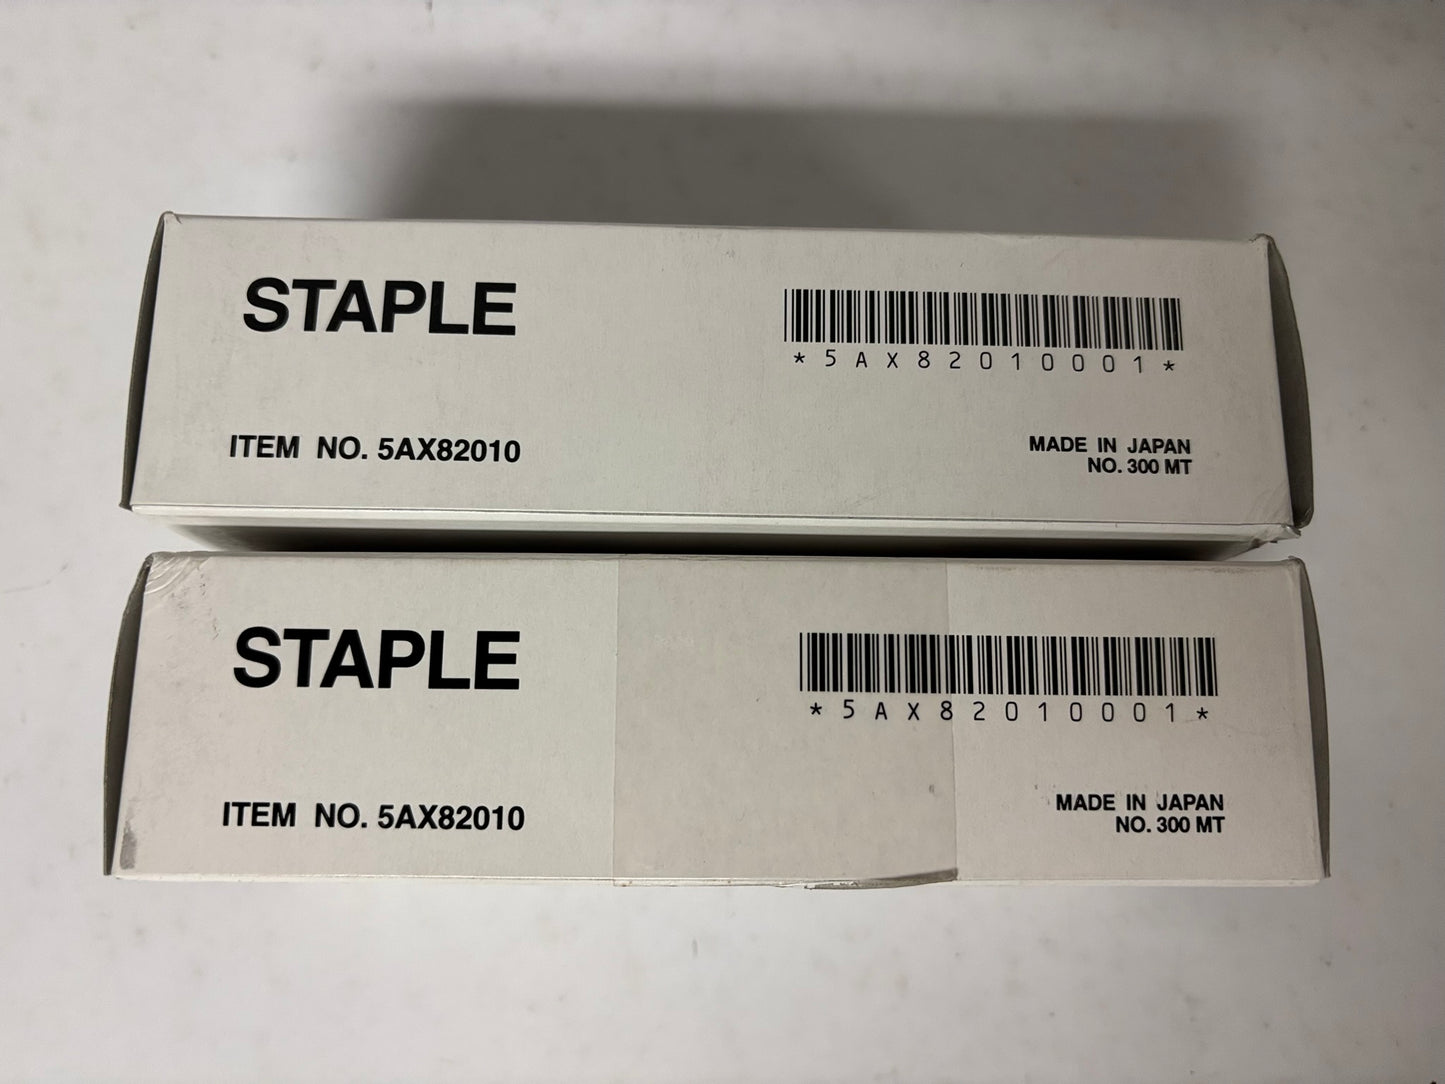 STAPLE
*5AX82010001*
ITEM NO. 5AX82010
MADE IN JAPAN
NO. 300 MT
STAPLE
*5AX82010001*
ITEM NO. 5AX82010
MADE IN JAPAN
NO. 300 MT